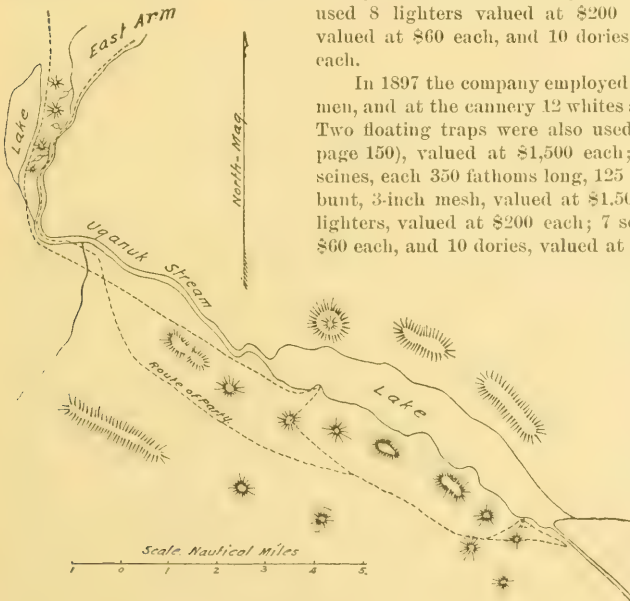 used 8 lighters valued at $200
valued at $60 each, and 10 dories
each.
In 1897 the company employed
men, and at the cannery 12 whites
Two floating traps were also used
page 150), valued at $1,500 each;
seines, each 350 fathoms long, 125
bunt, 3-inch mesh, valued at $1.50
lighters, valued at $200 each; 7
$60 each, and 10 dories, valued at
East Arm
Lake
North-Mag.
Uganuk Stream
Lake
Route of Party.
Scale Nautical Miles
1 0 1 2 3 4 5